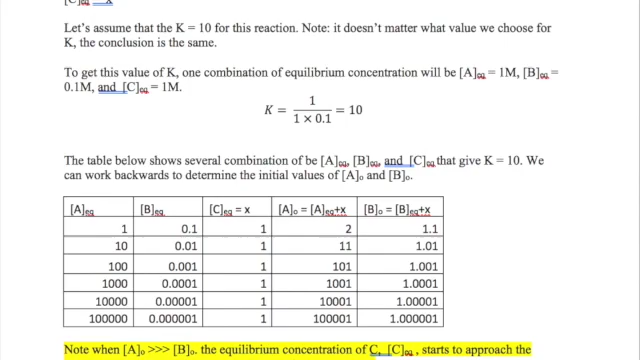 [C]eq = x
Let's assume that the K = 10 for this reaction. Note: it doesn't matter what value we choose for
K, the conclusion is the same.
To get this value of K, one combination of equilibrium concentration will be [A]eq = 1M, [B]eq =
0.1M, and [C]eq = 1M.
K = 1 / (1 × 0.1) = 10
The table below shows several combination of be [A]eq, [B]eq, and [C]eq that give K = 10. We
can work backwards to determine the initial values of [A]o and [B]o.
[A]eq [B]eq [C]eq = x [A]o = [A]eq+x [B]o = [B]eq+x
1 0.1 1 2 1.1
10 0.01 1 11 1.01
100 0.001 1 101 1.001
1000 0.0001 1 1001 1.0001
10000 0.00001 1 10001 1.00001
100000 0.000001 1 100001 1.000001
Note when [A]o >>> [B]o, the equilibrium concentration of C, [C]eq, starts to approach the